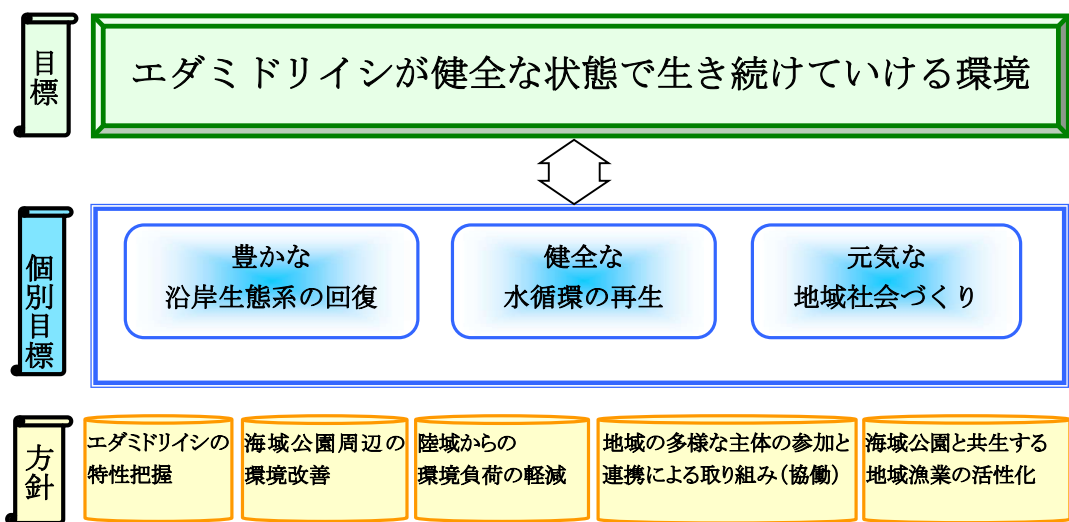 目標
エダミドリイシが健全な状態で生き続けていける環境
個別目標
豊かな
沿岸生態系の回復
健全な
水循環の再生
元気な
地域社会づくり
方針
エダミドリイシの
特性把握
海域公園周辺の
環境改善
陸域からの
環境負荷の軽減
地域の多様な主体の参加と
連携による取り組み（協働）
海域公園と共生する
地域漁業の活性化